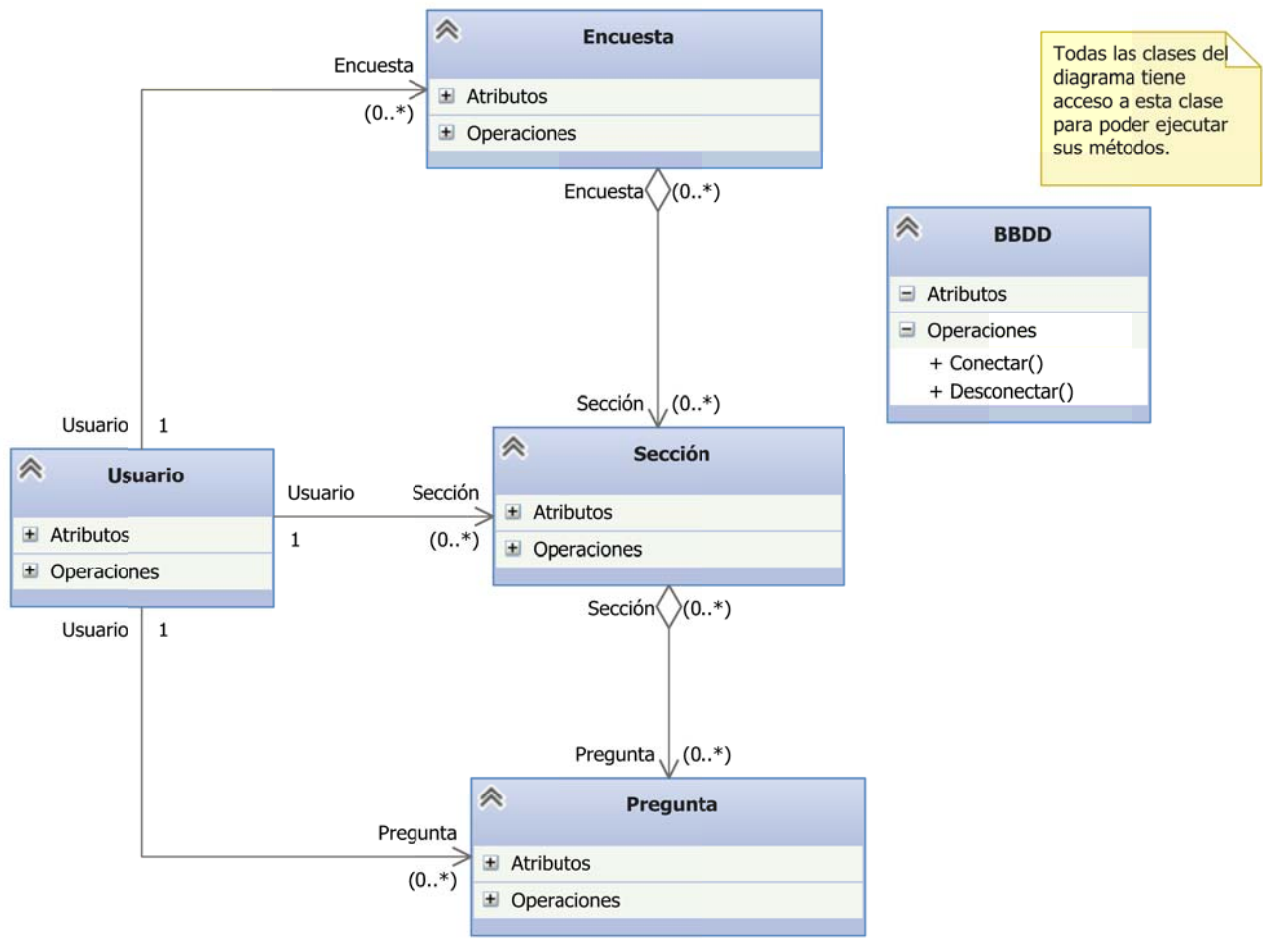 Encuesta
Atributos
Operaciones
Todas las clases del
diagrama tiene
acceso a esta clase
para poder ejecutar
sus métodos.
Encuesta
(0..*)
Encuesta
(0..*)
BBDD
Atributos
Operaciones
+ Conectar()
+ Desconectar()
Sección
(0..*)
Usuario
1
Usuario
Atributos
Operaciones
Usuario
1
Sección
(0..*)
Sección
Atributos
Operaciones
Usuario
1
Sección
(0..*)
Pregunta
(0..*)
Pregunta
(0..*)
Pregunta
Atributos
Operaciones